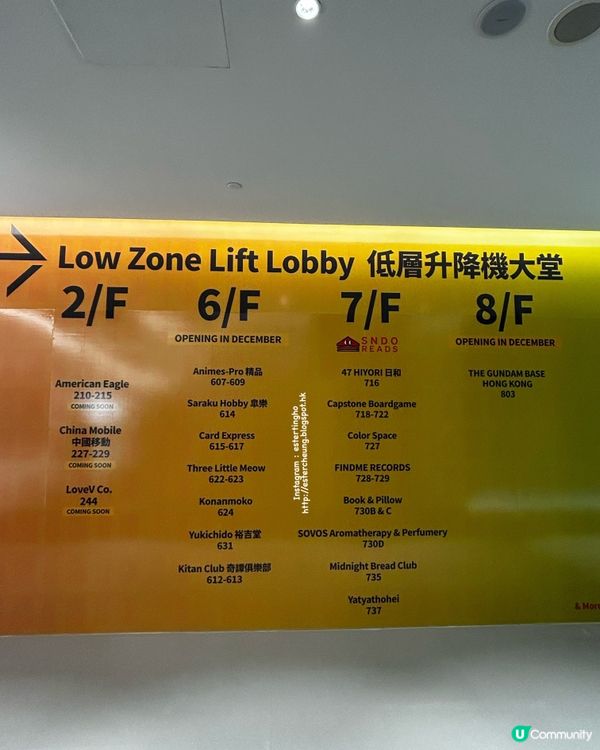 Low Zone Lift Lobby 低層升降機大堂
2/F
American Eagle
210-215
COMING SOON
China Mobile
中國移動
227-229
COMING SOON
LoveV Co.
244
COMING SOON
6/F
OPENING IN DECEMBER
Animes-Pro 精品
607-609
Saraku Hobby 皐樂
614
Card Express
615-617
Three Little Meow
622-623
Konanmoko
624
Yukichido 裕吉堂
631
Kitan Club 奇譚俱樂部
612-613
7/F
SNDO
READS
47 HIYORI 日和
716
Capstone Boardgame
718-722
Color Space
727
FINDME RECORDS
728-729
Book & Pillow
730B & C
SOVOS Aromatherapy & Perfumery
730D
Midnight Bread Club
735
Yatyathohei
737
8/F
OPENING IN DECEMBER
THE GUNDAM BASE
HONG KONG
803
& More
Instagram : estertingho
http://estercheung.blogspot.hk
U Community